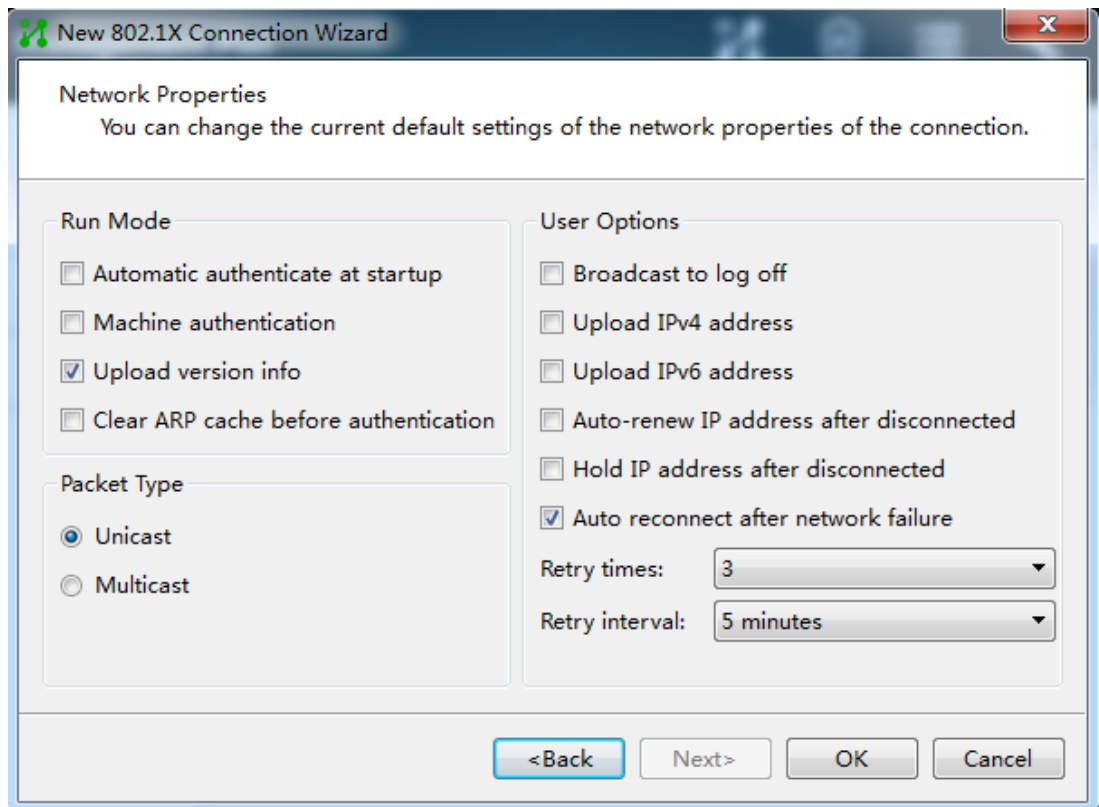 New 802.1X Connection Wizard
Network Properties
You can change the current default settings of the network properties of the connection.
Run Mode
Automatic authenticate at startup
Machine authentication
Upload version info
Clear ARP cache before authentication
Packet Type
Unicast
Multicast
User Options
Broadcast to log off
Upload IPv4 address
Upload IPv6 address
Auto-renew IP address after disconnected
Hold IP address after disconnected
Auto reconnect after network failure
Retry times: 3
Retry interval: 5 minutes
<Back Next> OK Cancel